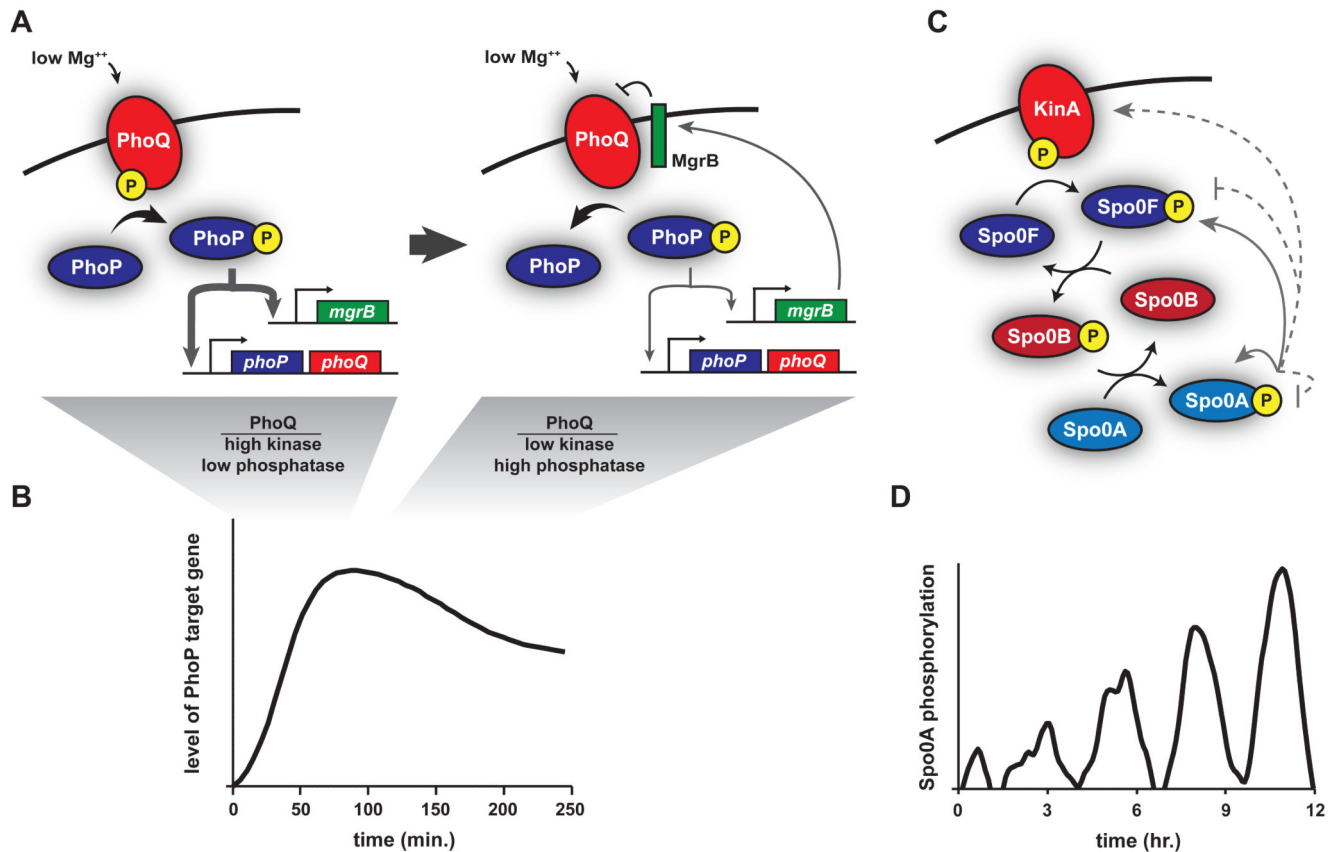 A
low Mg++
PhoQ
P
PhoP
PhoP
P
mgrB
phoP
phoQ
low Mg++
PhoQ
MgrB
PhoP
PhoP
P
mgrB
phoP
phoQ
PhoQ
high kinase
low phosphatase
PhoQ
low kinase
high phosphatase
B
level of PhoP target gene
0
50
100
150
200
250
time (min.)
C
KinA
P
Spo0F
P
Spo0F
Spo0B
Spo0B
P
Spo0A
P
Spo0A
D
Spo0A phosphorylation
0
3
6
9
12
time (hr.)